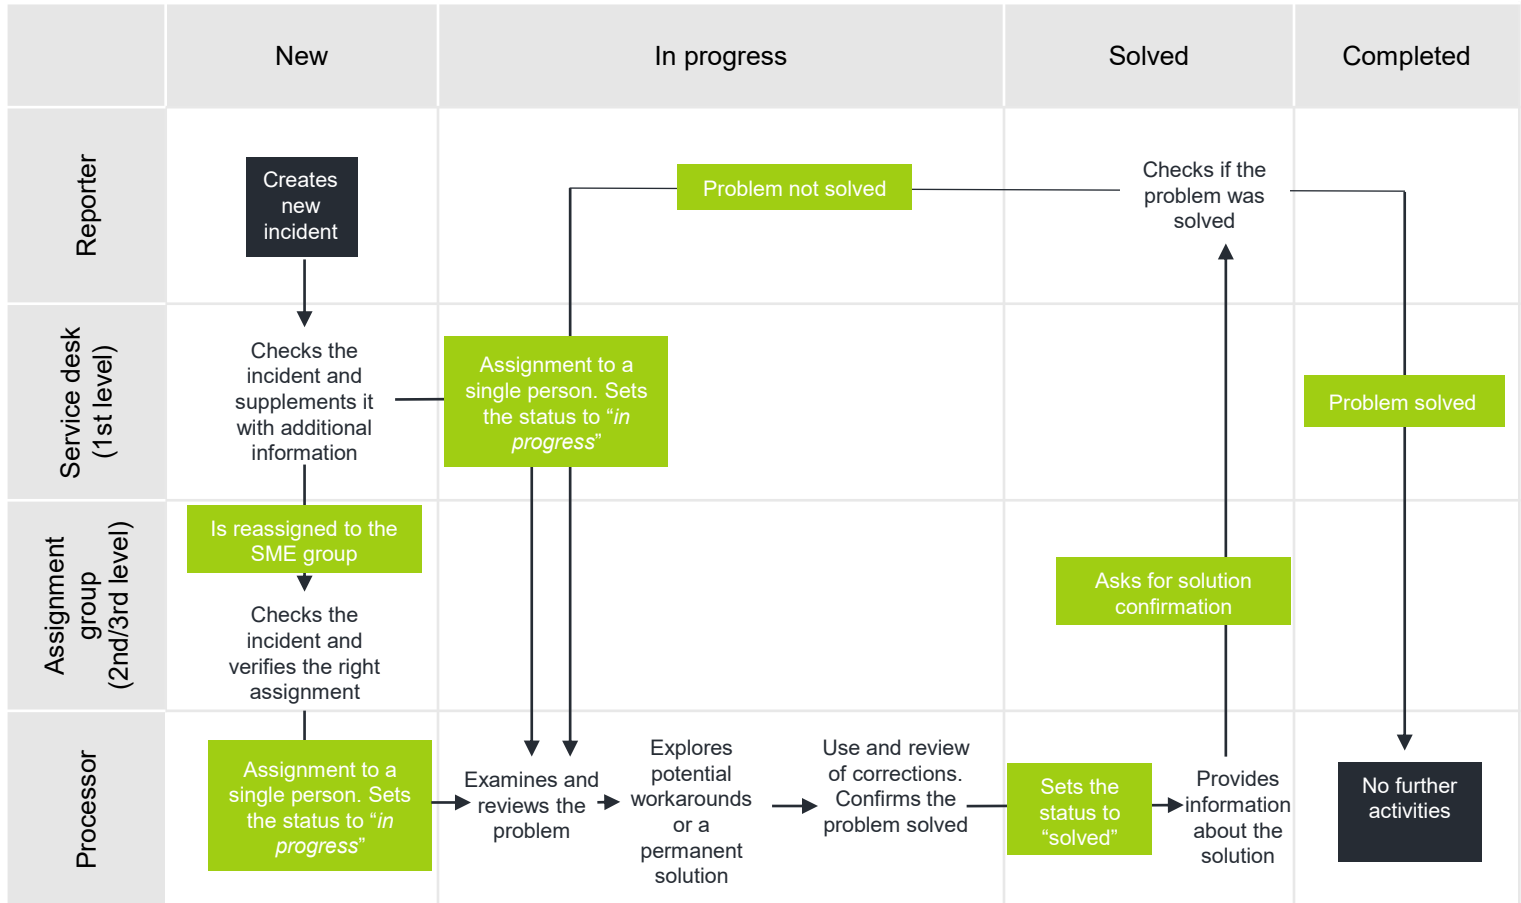 New
In progress
Solved
Completed
Reporter
Creates
new
incident
Problem not solved
Checks if the
problem was
solved
Service desk
(1st level)
Checks the
incident and
supplements it
with additional
information
Assignment to a
single person. Sets
the status to “in
progress”
Problem solved
Assignment
group
(2nd/3rd level)
Is reassigned to the
SME group
Checks the
incident and
verifies the right
assignment
Asks for solution
confirmation
Processor
Assignment to a
single person. Sets
the status to “in
progress”
Examines and
reviews the
problem
Explores
potential
workarounds
or a
permanent
solution
Use and review
of corrections.
Confirms the
problem solved
Sets the
status to
“solved”
Provides
information
about the
solution
No further
activities